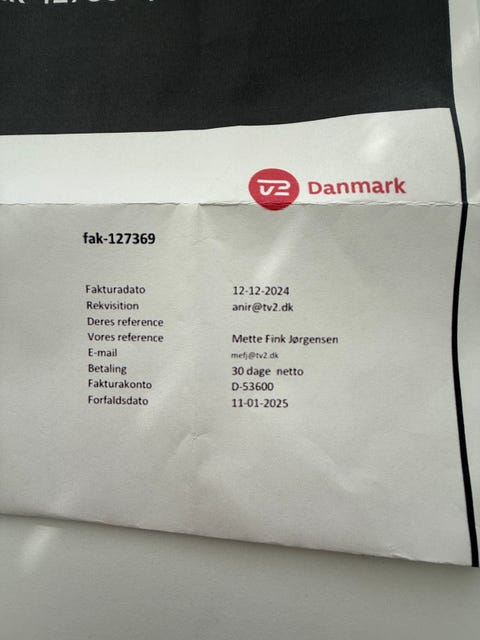 TV2 Danmark
fak-127369
Fakturadato 12-12-2024
Rekvisition anir@tv2.dk
Deres reference
Vores reference Mette Fink Jørgensen
E-mail mefj@tv2.dk
Betaling 30 dage netto
Fakturakonto D-53600
Forfaldsdato 11-01-2025